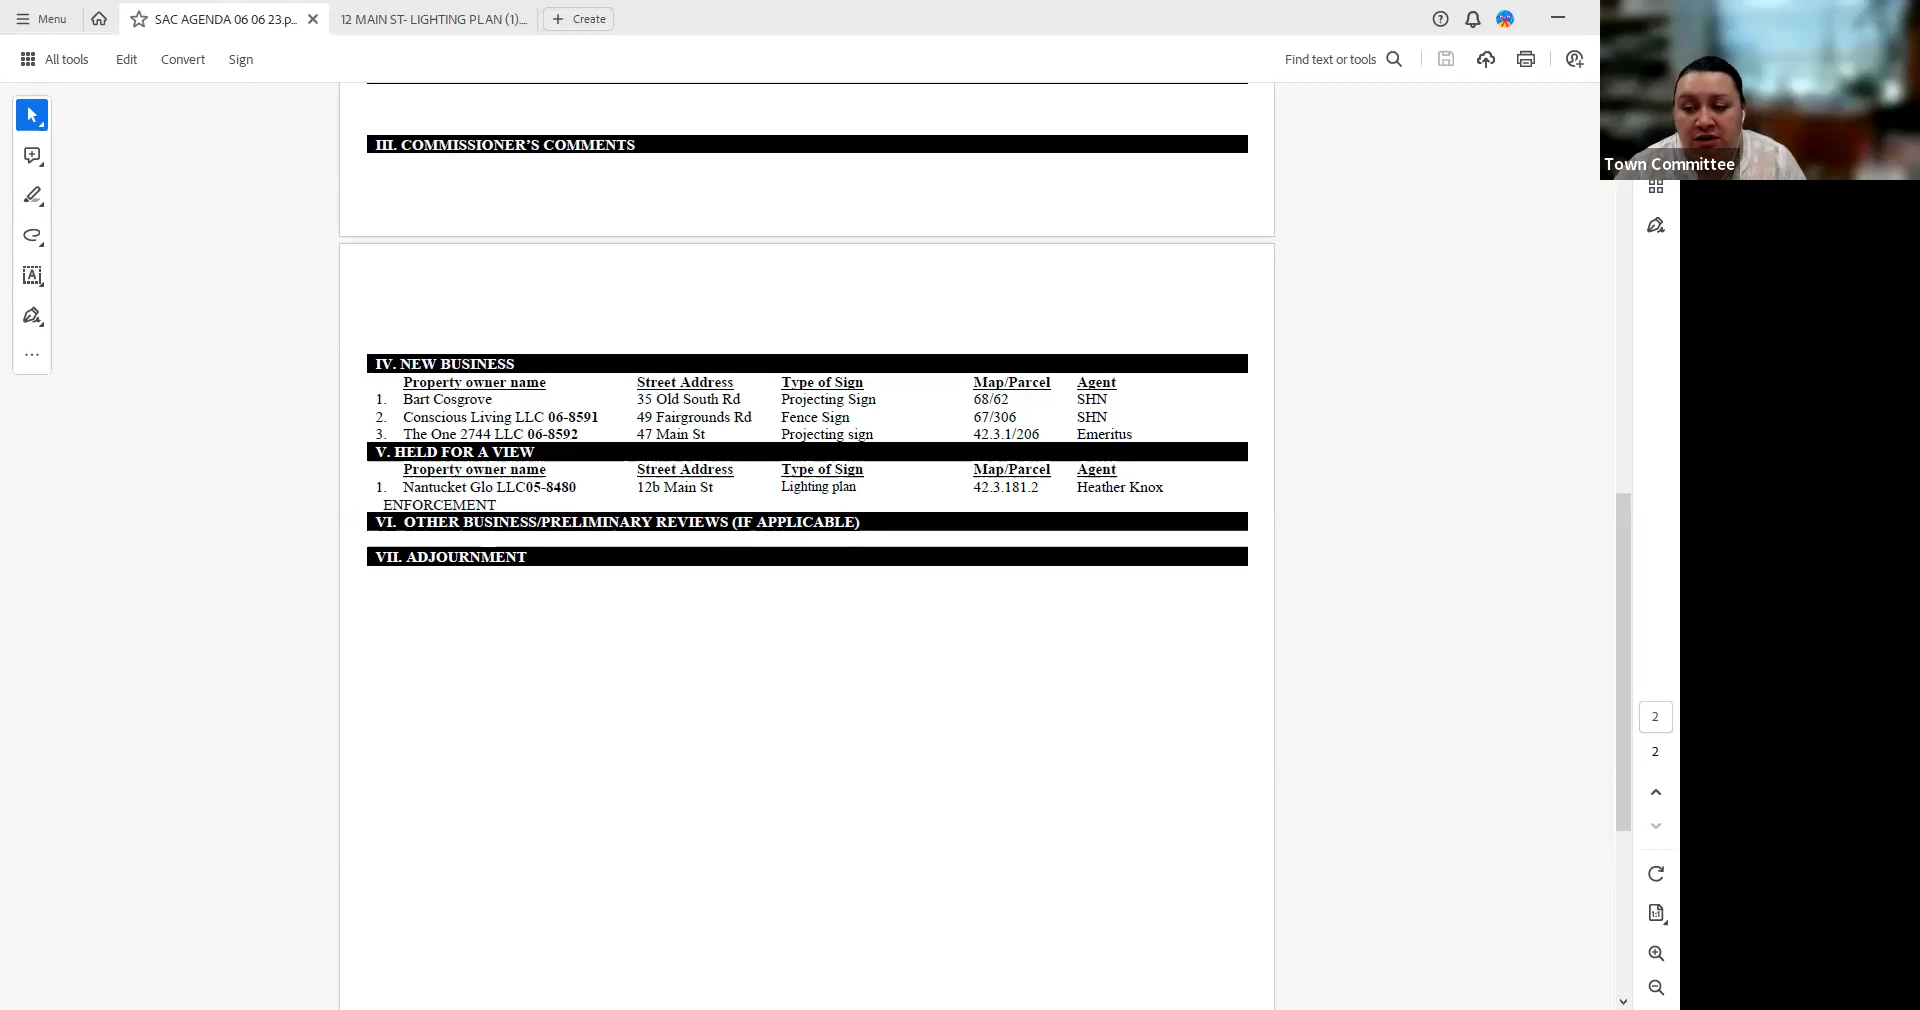 Menu
SAC AGENDA 06 06 23.p...
12 MAIN ST- LIGHTING PLAN (1)....
Create
All tools
Edit
Convert
Sign
Find text or tools
Town Committee
III. COMMISSIONER'S COMMENTS
IV. NEW BUSINESS
Property owner name Street Address Type of Sign Map/Parcel Agent
1. Bart Cosgrove 35 Old South Rd Projecting Sign 68/62 SHN
2. Conscious Living LLC 06-8591 49 Fairgrounds Rd Fence Sign 67/306 SHN
3. The One 2744 LLC 06-8592 47 Main St Projecting sign 42.3.1/206 Emeritus
V. HELD FOR A VIEW
Property owner name Street Address Type of Sign Map/Parcel Agent
1. Nantucket Glo LLC05-8480 12b Main St Lighting plan 42.3.181.2 Heather Knox
ENFORCEMENT
VI. OTHER BUSINESS/PRELIMINARY REVIEWS (IF APPLICABLE)
VII. ADJOURNMENT
2
2